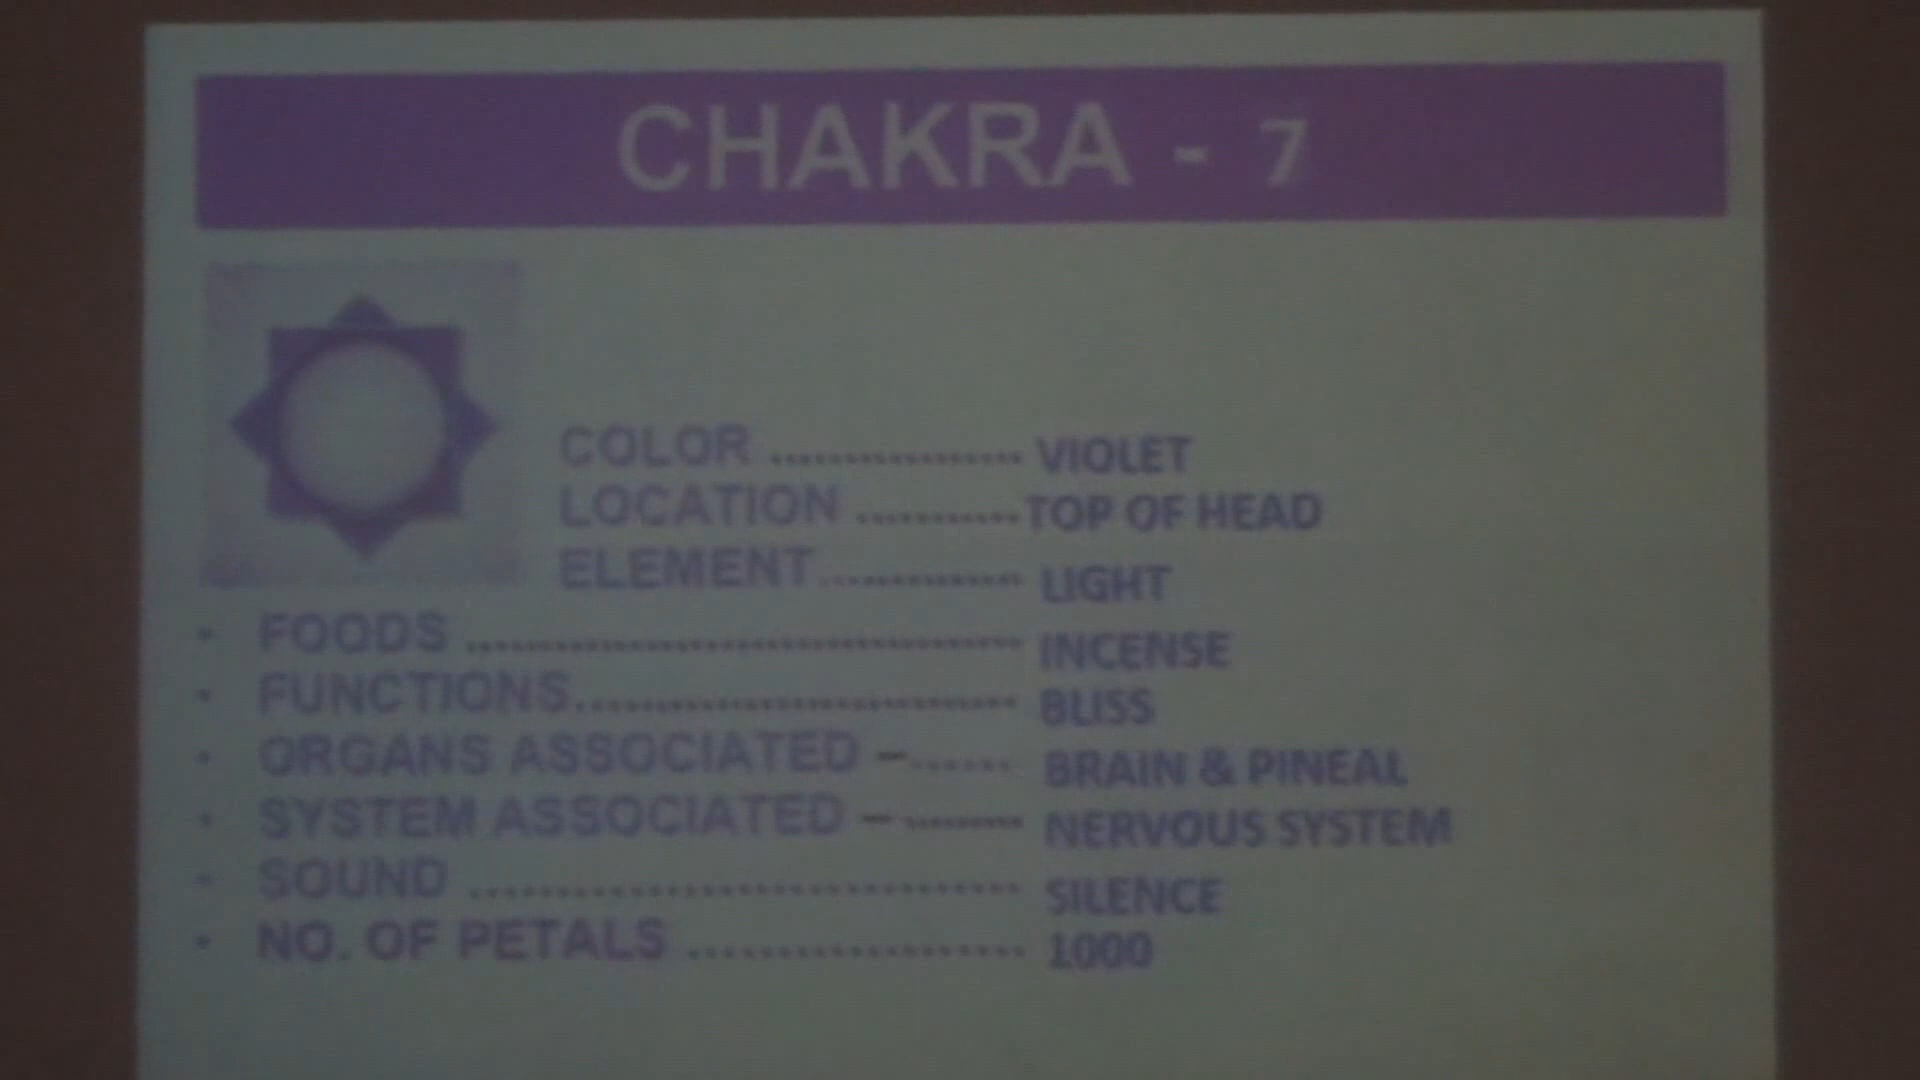 CHAKRA - 7
COLOR .................. VIOLET
LOCATION ............TOP OF HEAD
ELEMENT............... LIGHT
• FOODS ........................................ INCENSE
• FUNCTIONS................................ BLISS
• ORGANS ASSOCIATED –....... BRAIN & PINEAL
• SYSTEM ASSOCIATED –......... NERVOUS SYSTEM
• SOUND ....................................... SILENCE
• NO. OF PETALS ........................ 1000